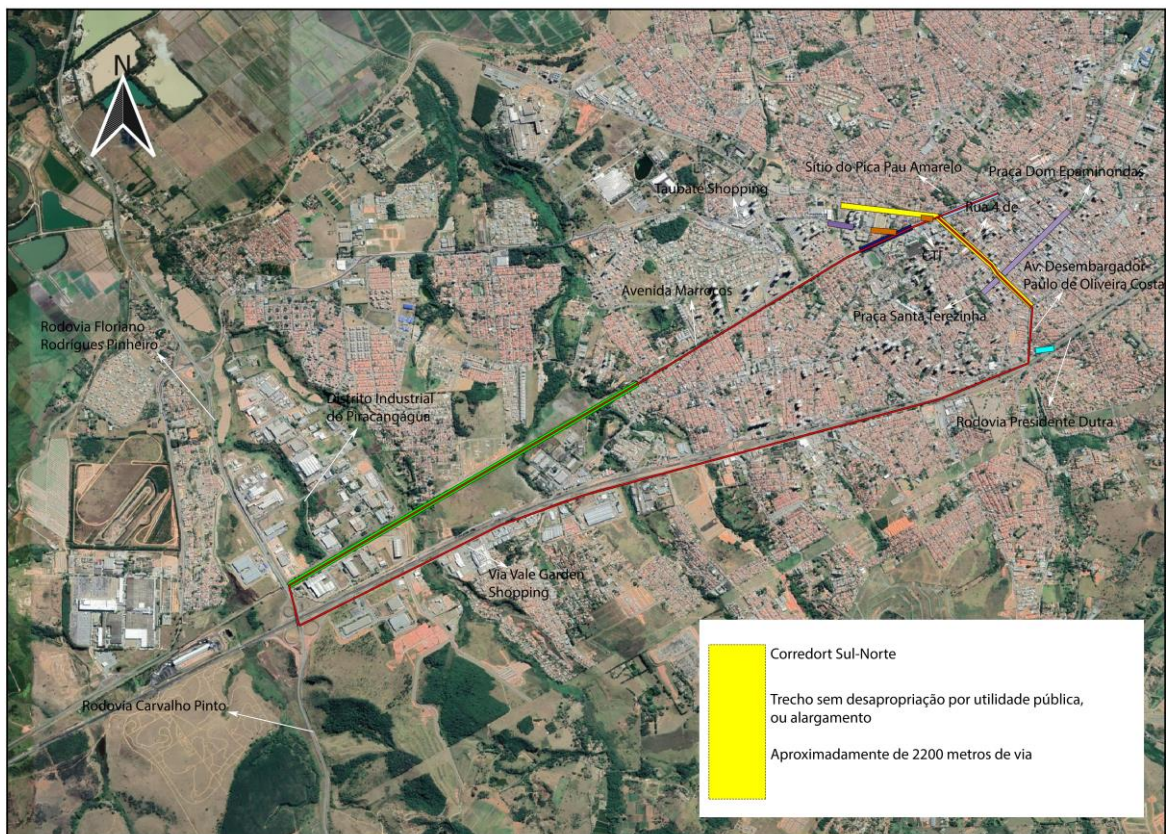 N
Sítio do Pica Pau Amarelo
Praça Dom Epaminondas
Taubaté Shopping
Rua 4 de
CTI
Av. Desembargador
Paulo de Oliveira Costa
Avenida Marrocos
Praça Santa Terezinha
Rodovia Floriano
Rodrigues Pinheiro
Distrito Industrial
do Piracangágua
Rodovia Presidente Dutra
Via Vale Garden
Shopping
Rodovia Carvalho Pinto
Corredort Sul-Norte
Trecho sem desapropriação por utilidade pública,
ou alargamento
Aproximadamente de 2200 metros de via